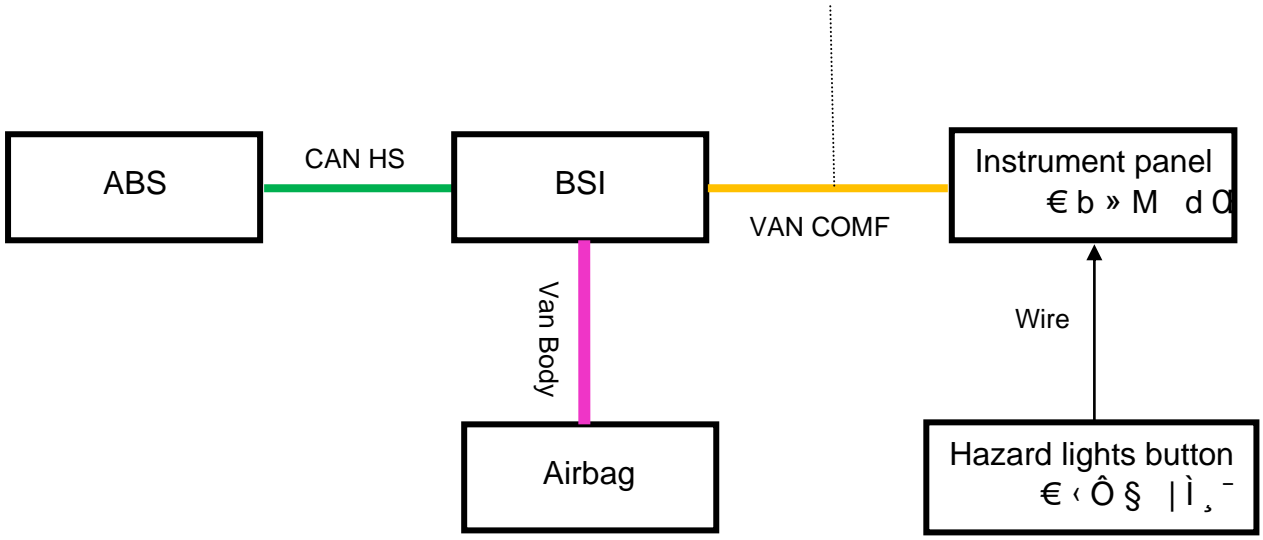 ABS
CAN HS
BSI
VAN COMF
Instrument panel
€ b » M d Œ
Van Body
Wire
Airbag
Hazard lights button
€ ‹ Ô § | Ì ¸ ¯